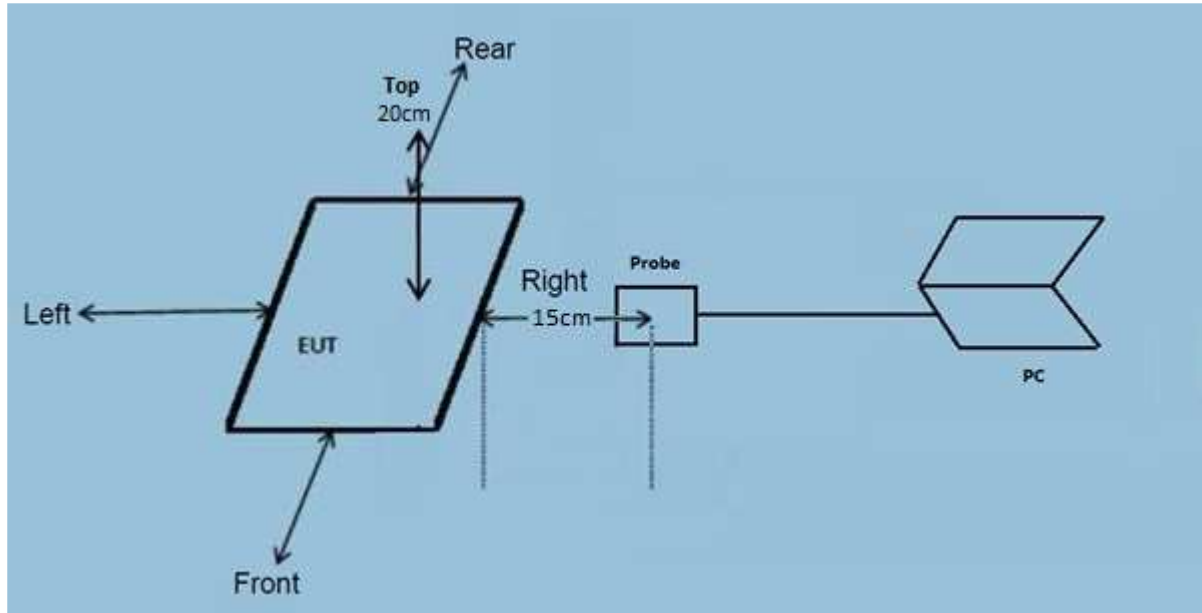 Rear
Top
20cm
Right
Probe
Left
15cm
EUT
PC
Front